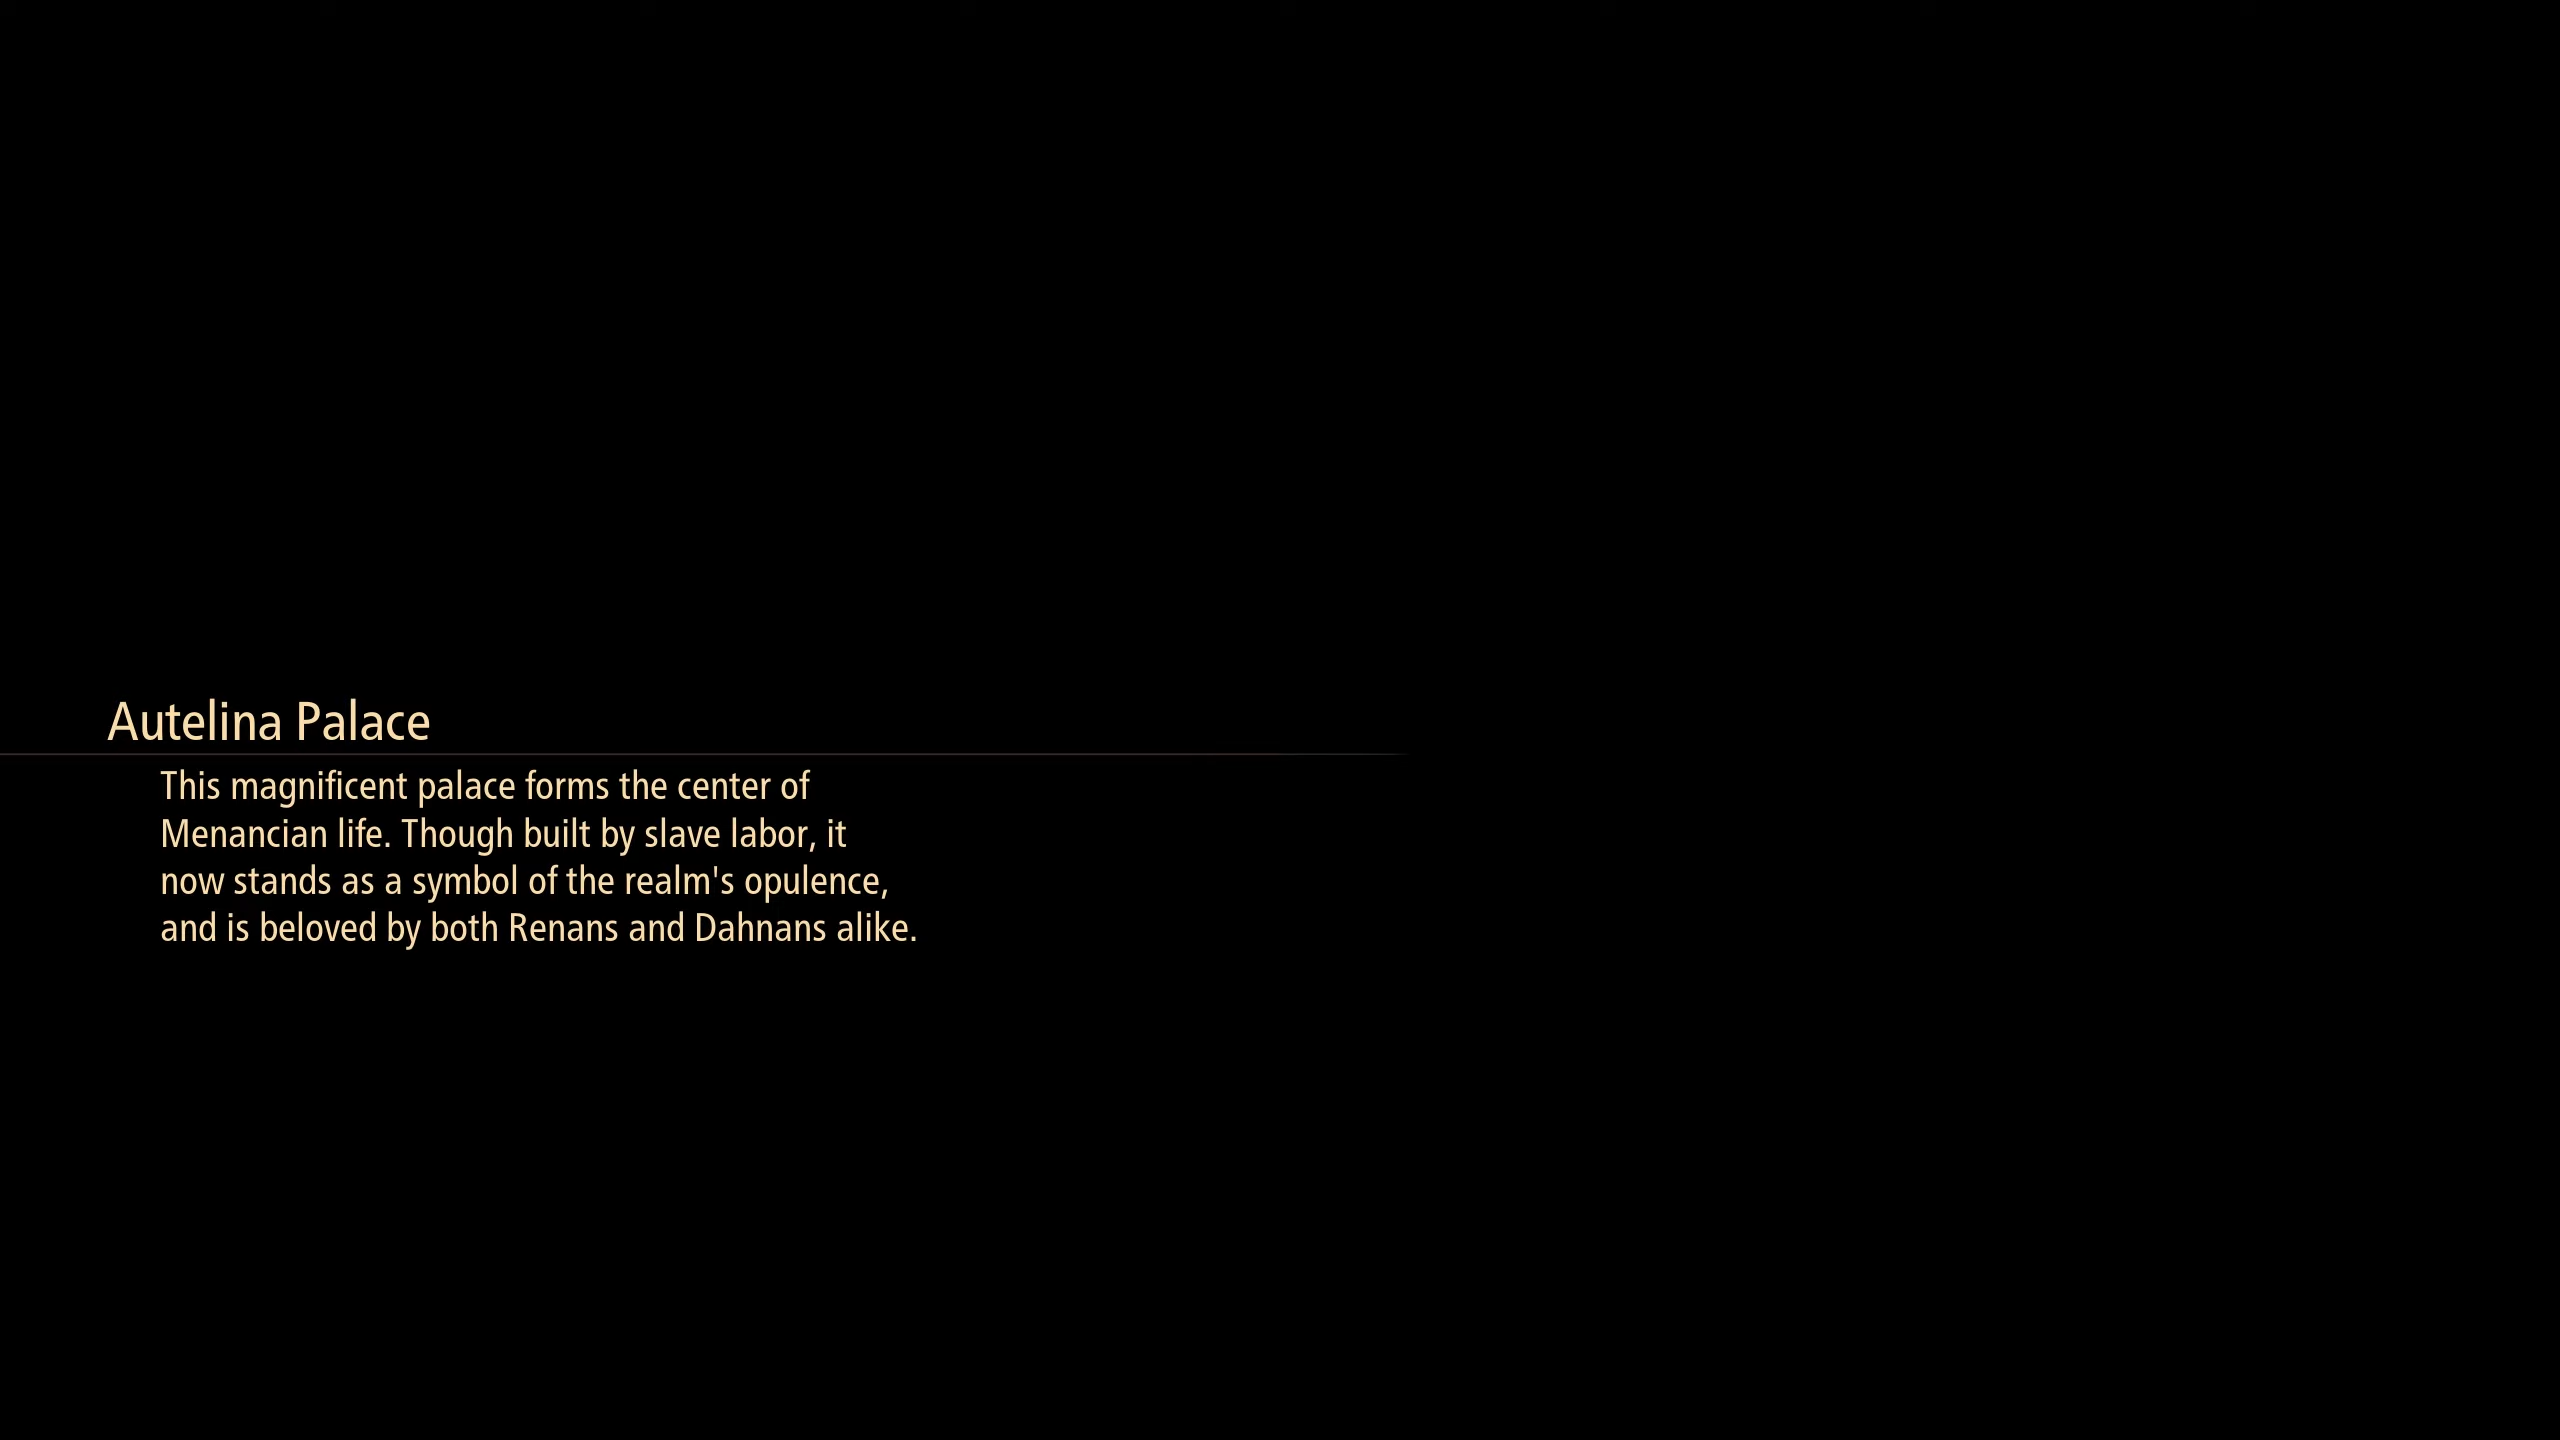 Autelina Palace
This magnificent palace forms the center of
Menancian life. Though built by slave labor, it
now stands as a symbol of the realm's opulence,
and is beloved by both Renans and Dahnans alike.